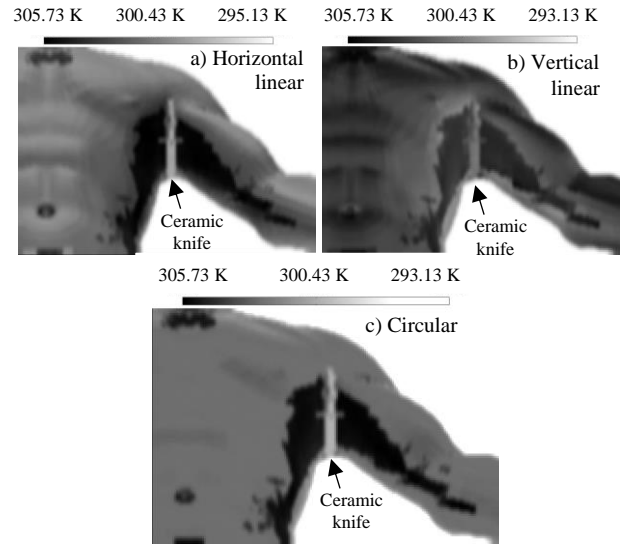 305.73 K 300.43 K 295.13 K
a) Horizontal
linear
Ceramic
knife
305.73 K 300.43 K 293.13 K
b) Vertical
linear
Ceramic
knife
305.73 K 300.43 K 293.13 K
c) Circular
Ceramic
knife